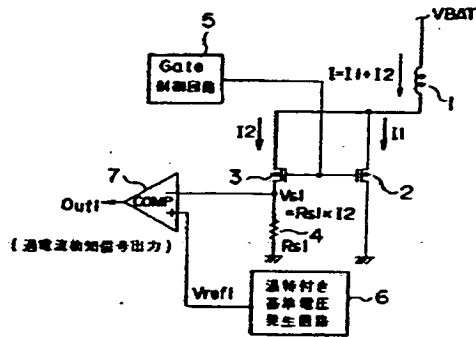 VBAT
5
Gate
制御回路
I=I1+I2
1
I2
I1
7
3
2
COMP
Vs1
=Rs1×I2
Out1
4
Rs1
(過電流検知信号出力)
Vref1
温特付き
基準電圧
発生回路
6